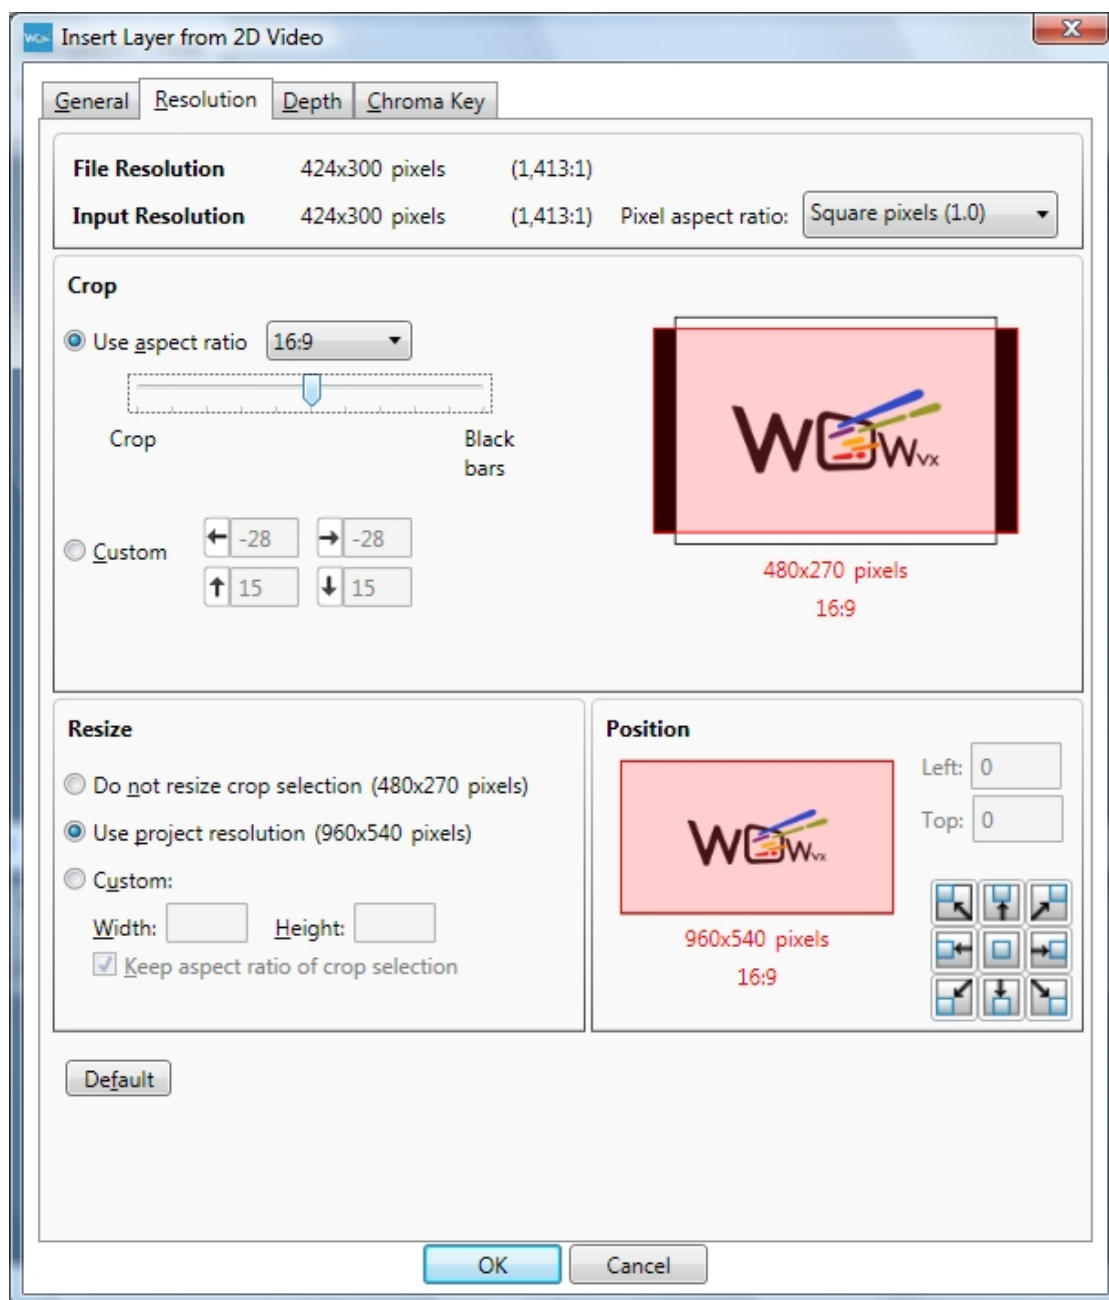 Insert Layer from 2D Video
General Resolution Depth Chroma Key
File Resolution 424x300 pixels (1,413:1)
Input Resolution 424x300 pixels (1,413:1) Pixel aspect ratio: Square pixels (1.0)
Crop
Use aspect ratio 16:9
Crop Black bars
Custom -28 -28
15 15
WOWvx
480x270 pixels
16:9
Resize
Do not resize crop selection (480x270 pixels)
Use project resolution (960x540 pixels)
Custom:
Width: Height:
Keep aspect ratio of crop selection
Position
Left: 0
Top: 0
WOWvx
960x540 pixels
16:9
Default
OK Cancel